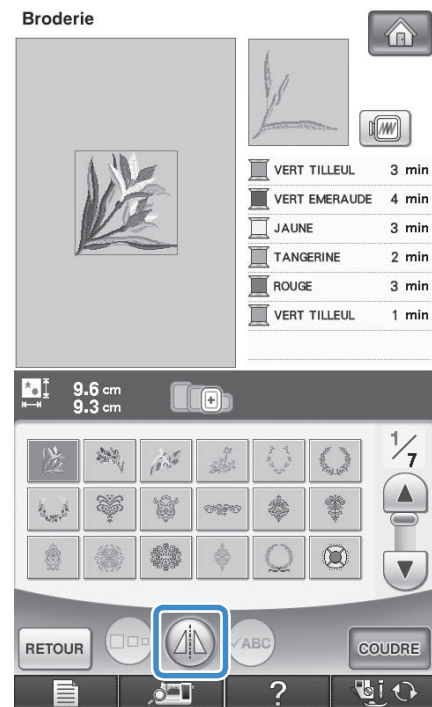 Broderie
VERT TILLEUL 3 min
VERT EMERAUDE 4 min
JAUNE 3 min
TANGERINE 2 min
ROUGE 3 min
VERT TILLEUL 1 min
9.6 cm
9.3 cm
1/7
RETOUR
✓ABC
COUDRE
?